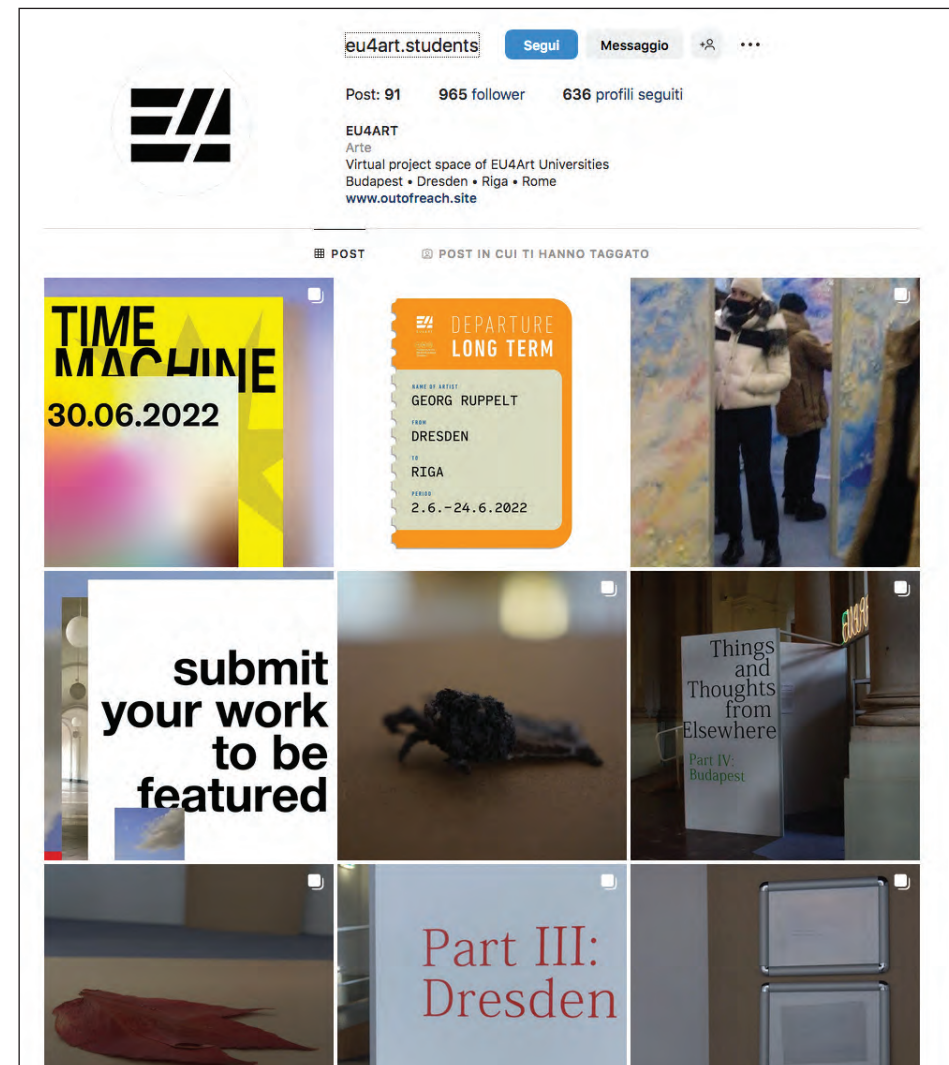 eu4art.students Segui Messaggio
Post: 91 965 follower 636 profili seguiti
EU4ART
Arte
Virtual project space of EU4Art Universities
Budapest • Dresden • Riga • Rome
www.outofreach.site
POST POST IN CUI TI HANNO TAGGATO
TIME
MACHINE
30.06.2022
DEPARTURE
LONG TERM
NAME OF ARTIST
GEORG RUPPELT
FROM
DRESDEN
TO
RIGA
PERIOD
2.6.–24.6.2022
submit
your work
to be
featured
Things
and
Thoughts
from
Elsewhere
Part IV:
Budapest
Part III:
Dresden